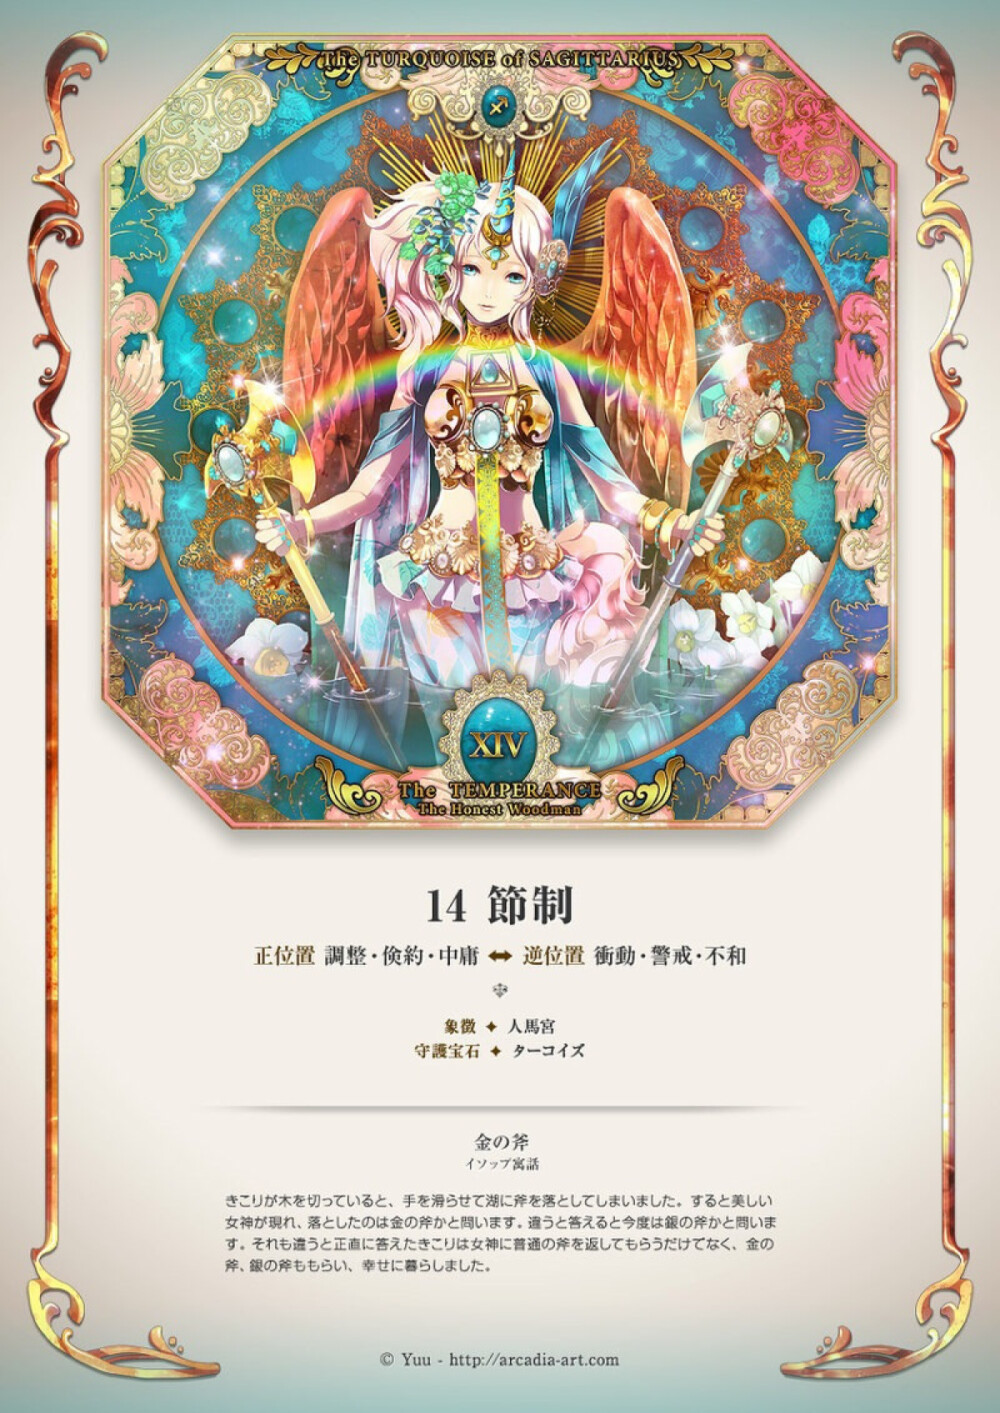 The TURQUOISE of SAGITTARIUS
XIV
The TEMPERANCE
The Honest Woodman
14 節制
正位置 調整・倹約・中庸 ⬌ 逆位置 衝動・警戒・不和
象徴 ✦ 人馬宮
守護宝石 ✦ ターコイズ
金の斧
イソップ寓話
きこりが木を切っていると、手を滑らせて湖に斧を落としてしまいました。すると美しい
女神が現れ、落としたのは金の斧かと問います。違うと答えると今度は銀の斧かと問いま
す。それも違うと正直に答えたきこりは女神に普通の斧を返してもらうだけでなく、金の
斧、銀の斧ももらい、幸せに暮らしました。
© Yuu - http://arcadia-art.com